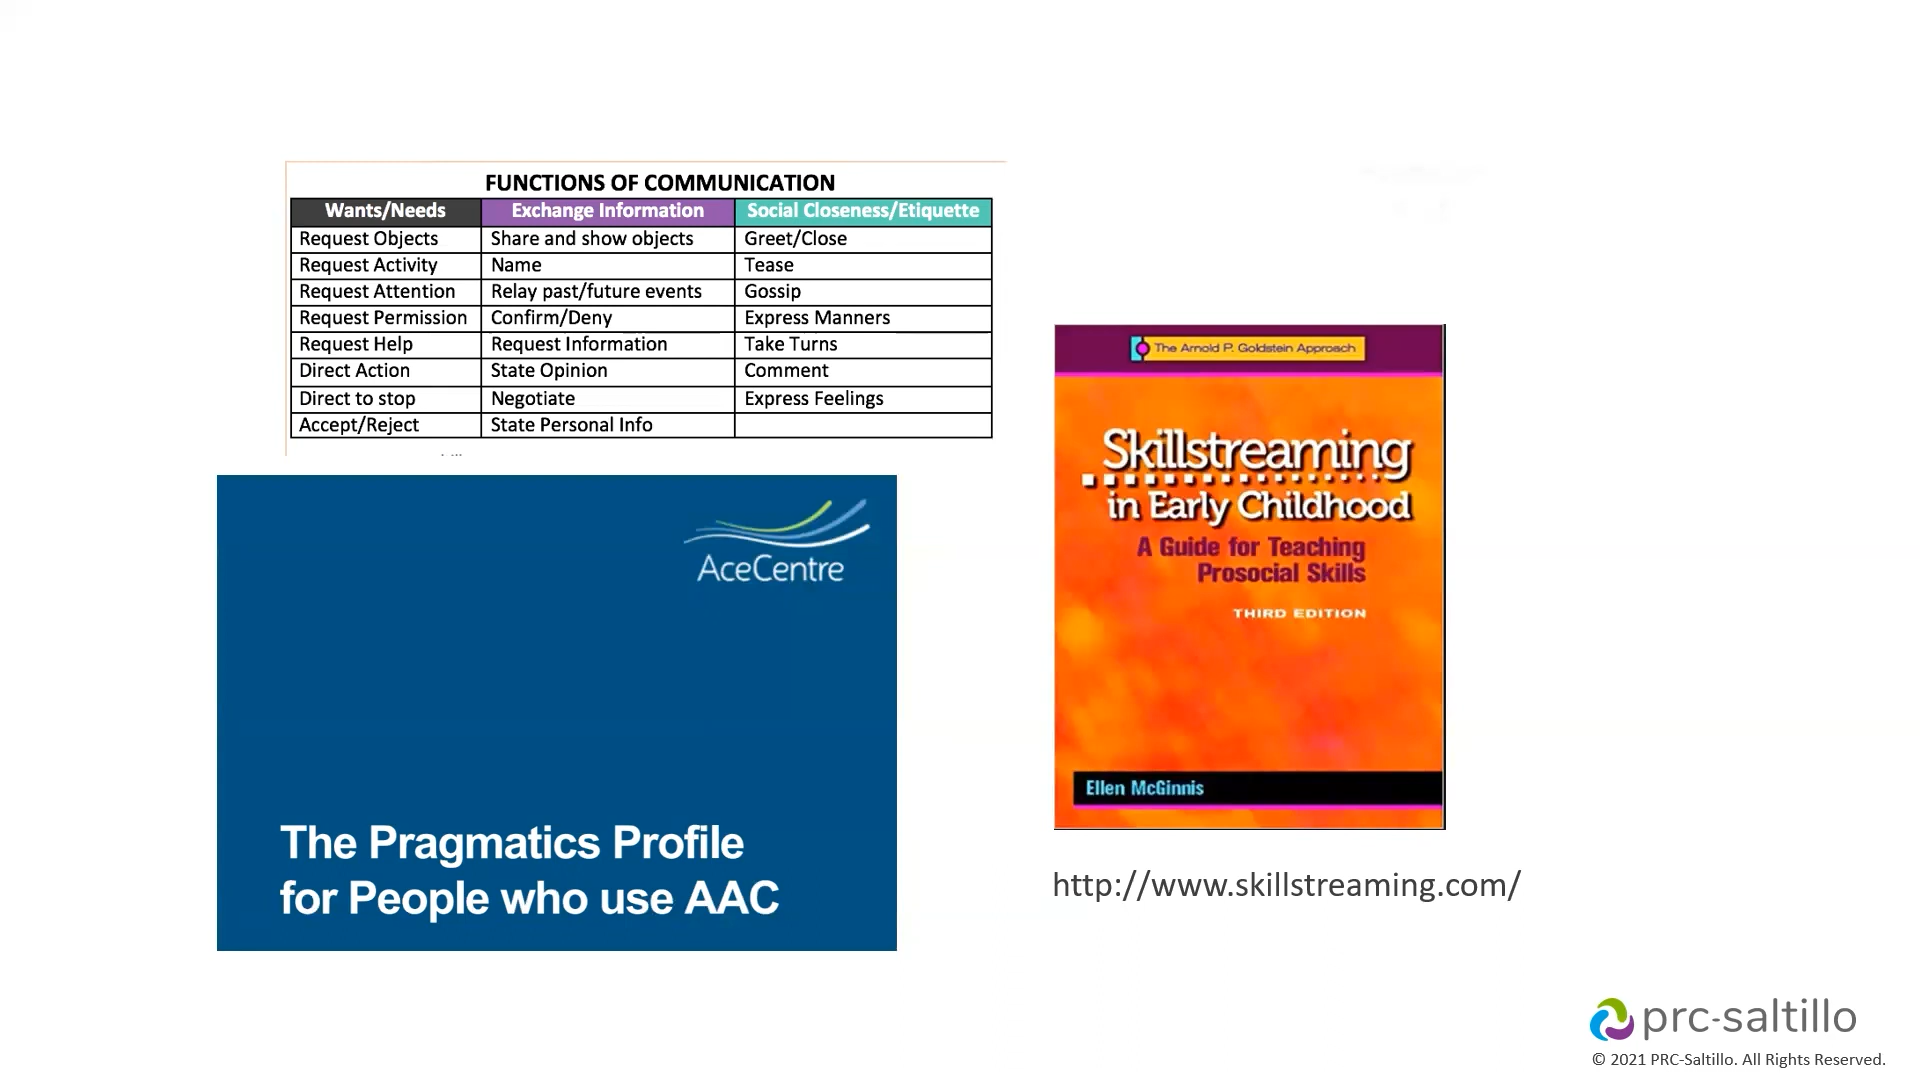 FUNCTIONS OF COMMUNICATION
Wants/Needs Exchange Information Social Closeness/Etiquette
Request Objects Share and show objects Greet/Close
Request Activity Name Tease
Request Attention Relay past/future events Gossip
Request Permission Confirm/Deny Express Manners
Request Help Request Information Take Turns
Direct Action State Opinion Comment
Direct to stop Negotiate Express Feelings
Accept/Reject State Personal Info
AceCentre
The Pragmatics Profile
for People who use AAC
The Arnold P. Goldstein Approach
Skillstreaming
in Early Childhood
A Guide for Teaching
Prosocial Skills
THIRD EDITION
Ellen McGinnis
http://www.skillstreaming.com/
prc-saltillo
© 2021 PRC-Saltillo. All Rights Reserved.